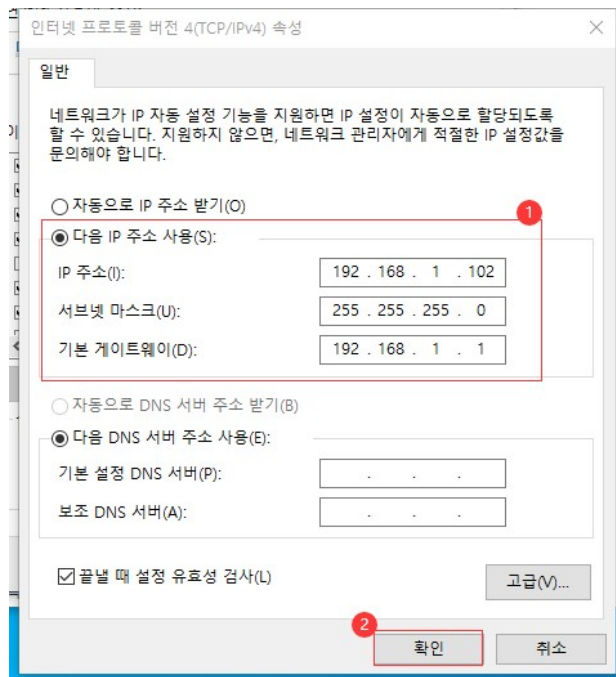 인터넷 프로토콜 버전 4(TCP/IPv4) 속성
일반
네트워크가 IP 자동 설정 기능을 지원하면 IP 설정이 자동으로 할당되도록
할 수 있습니다. 지원하지 않으면, 네트워크 관리자에게 적절한 IP 설정값을
문의해야 합니다.
자동으로 IP 주소 받기(O)
1
다음 IP 주소 사용(S):
IP 주소(I): 192 . 168 . 1 . 102
서브넷 마스크(U): 255 . 255 . 255 . 0
기본 게이트웨이(D): 192 . 168 . 1 . 1
자동으로 DNS 서버 주소 받기(B)
다음 DNS 서버 주소 사용(E):
기본 설정 DNS 서버(P): . . .
보조 DNS 서버(A): . . .
끝낼 때 설정 유효성 검사(L)
고급(V)...
2
확인 취소